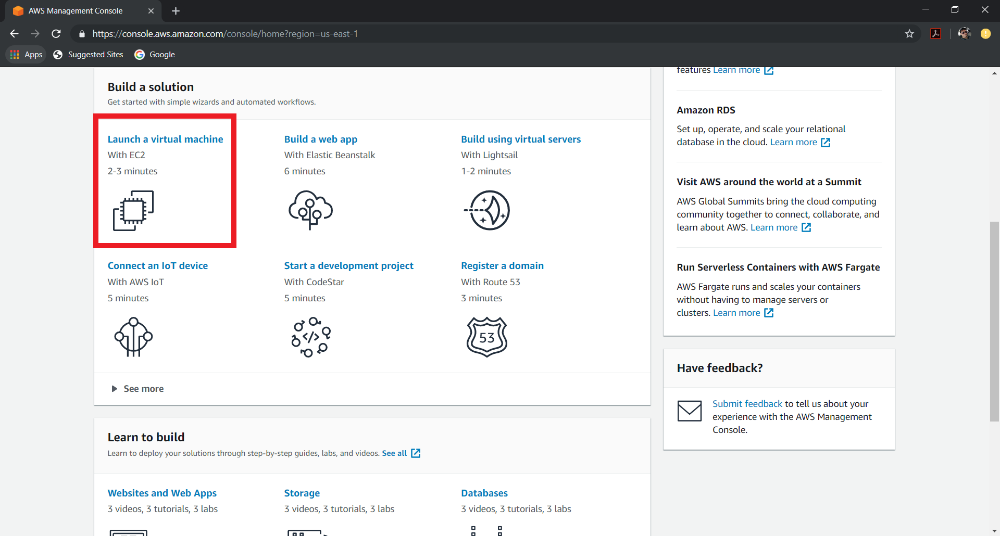 AWS Management Console
https://console.aws.amazon.com/console/home?region=us-east-1
Apps
Suggested Sites
Google
Build a solution
Get started with simple wizards and automated workflows.
Launch a virtual machine
With EC2
2-3 minutes
Build a web app
With Elastic Beanstalk
6 minutes
Build using virtual servers
With Lightsail
1-2 minutes
Connect an IoT device
With AWS IoT
5 minutes
Start a development project
With CodeStar
5 minutes
Register a domain
With Route 53
3 minutes
53
See more
Learn to build
Learn to deploy your solutions through step-by-step guides, labs, and videos. See all
Websites and Web Apps
3 videos, 3 tutorials, 3 labs
Storage
3 videos, 3 tutorials, 3 labs
Databases
3 videos, 3 tutorials, 3 labs
features Learn more
Amazon RDS
Set up, operate, and scale your relational
database in the cloud. Learn more
Visit AWS around the world at a Summit
AWS Global Summits bring the cloud computing
community together to connect, collaborate, and
learn about AWS. Learn more
Run Serverless Containers with AWS Fargate
AWS Fargate runs and scales your containers
without having to manage servers or
clusters. Learn more
Have feedback?
Submit feedback to tell us about your
experience with the AWS Management
Console.